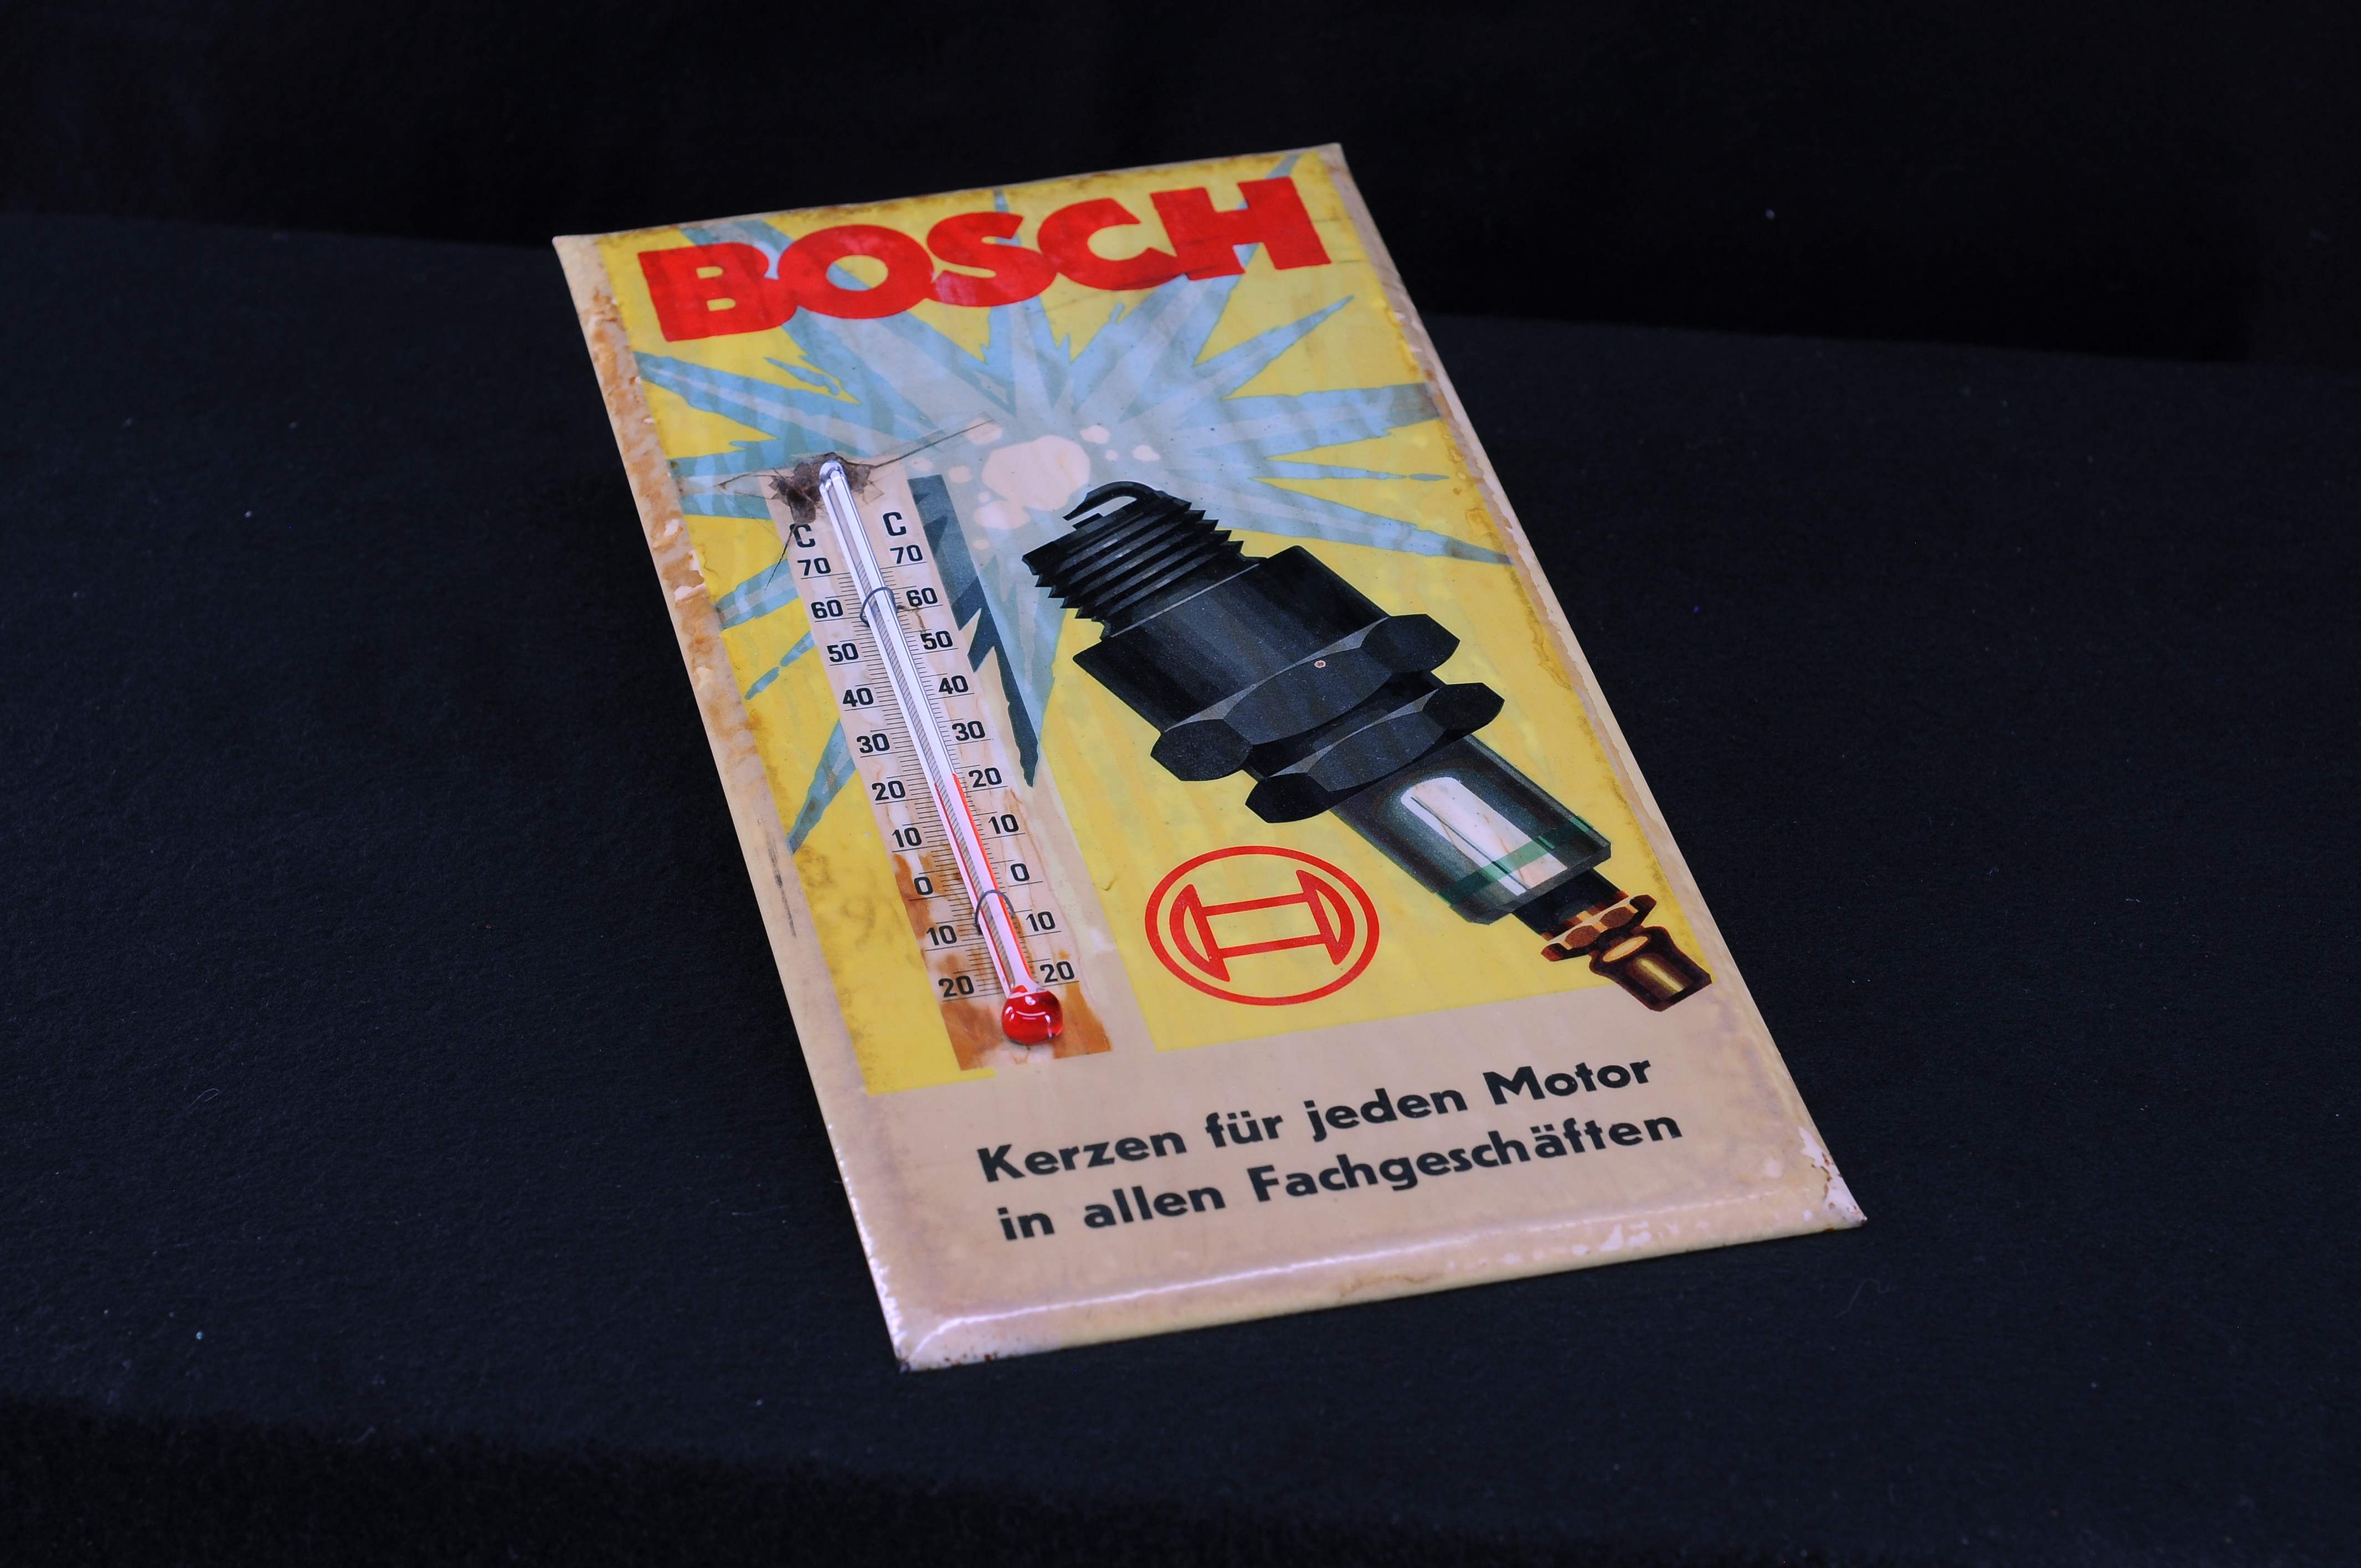 BOSCH
C C
70 70
60 60
50 50
40 40
30 30
20 20
10 10
0 0
10 10
20 20
Kerzen für jeden Motor
in allen Fachgeschäften